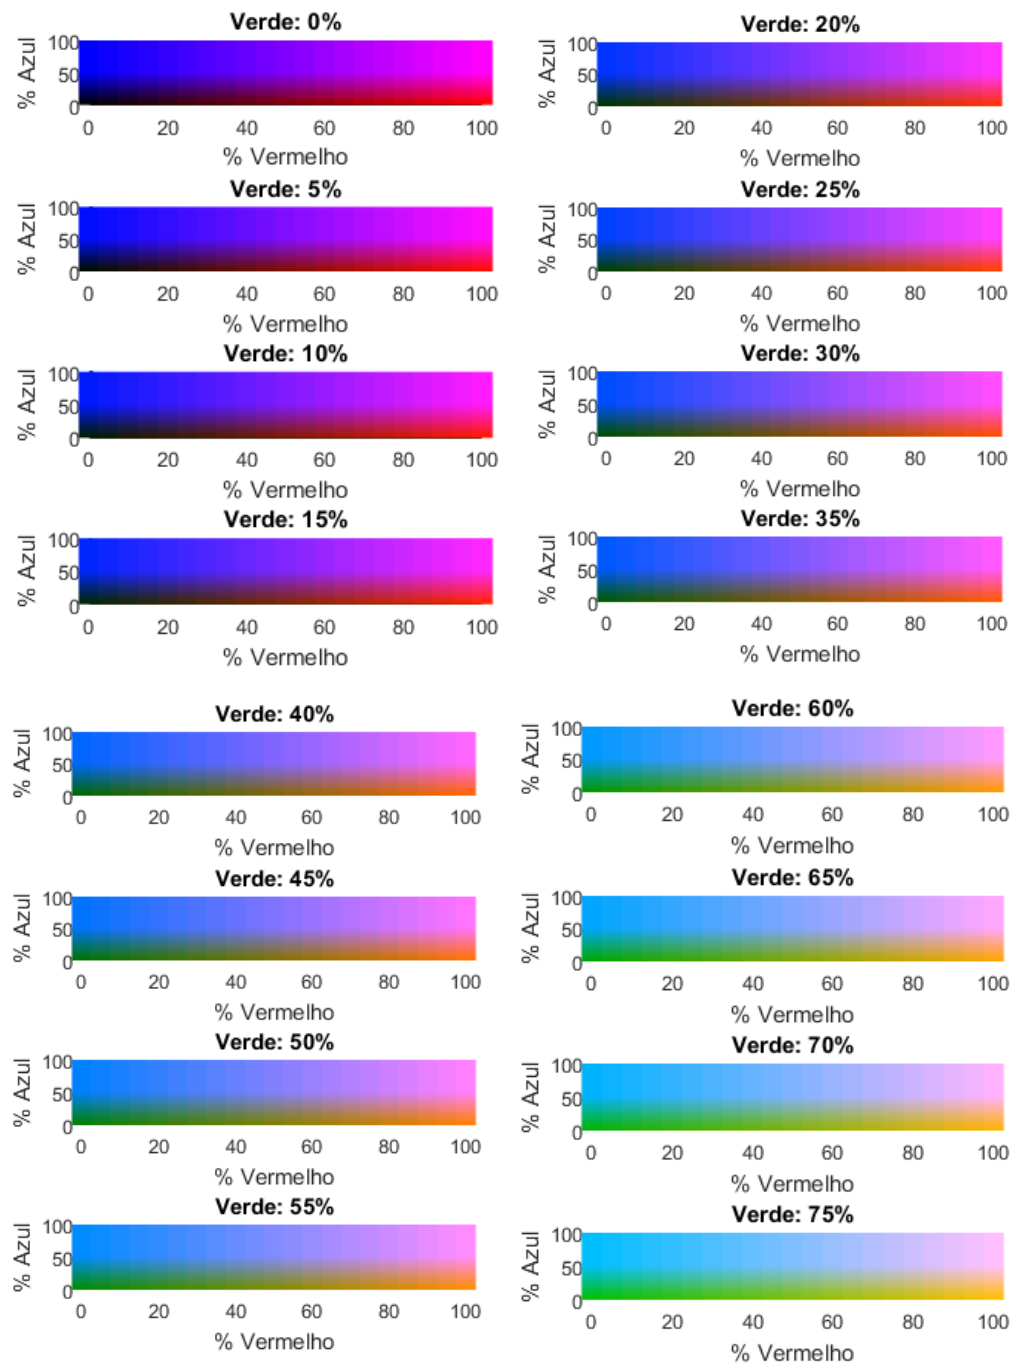 Verde: 0%
% Azul
100
50
0
0 20 40 60 80 100
% Vermelho
Verde: 20%
% Azul
100
50
0
0 20 40 60 80 100
% Vermelho
Verde: 5%
% Azul
100
50
0
0 20 40 60 80 100
% Vermelho
Verde: 25%
% Azul
100
50
0
0 20 40 60 80 100
% Vermelho
Verde: 10%
% Azul
100
50
0
0 20 40 60 80 100
% Vermelho
Verde: 30%
% Azul
100
50
0
0 20 40 60 80 100
% Vermelho
Verde: 15%
% Azul
100
50
0
0 20 40 60 80 100
% Vermelho
Verde: 35%
% Azul
100
50
0
0 20 40 60 80 100
% Vermelho
Verde: 40%
% Azul
100
50
0
0 20 40 60 80 100
% Vermelho
Verde: 60%
% Azul
100
50
0
0 20 40 60 80 100
% Vermelho
Verde: 45%
% Azul
100
50
0
0 20 40 60 80 100
% Vermelho
Verde: 65%
% Azul
100
50
0
0 20 40 60 80 100
% Vermelho
Verde: 50%
% Azul
100
50
0
0 20 40 60 80 100
% Vermelho
Verde: 70%
% Azul
100
50
0
0 20 40 60 80 100
% Vermelho
Verde: 55%
% Azul
100
50
0
0 20 40 60 80 100
% Vermelho
Verde: 75%
% Azul
100
50
0
0 20 40 60 80 100
% Vermelho